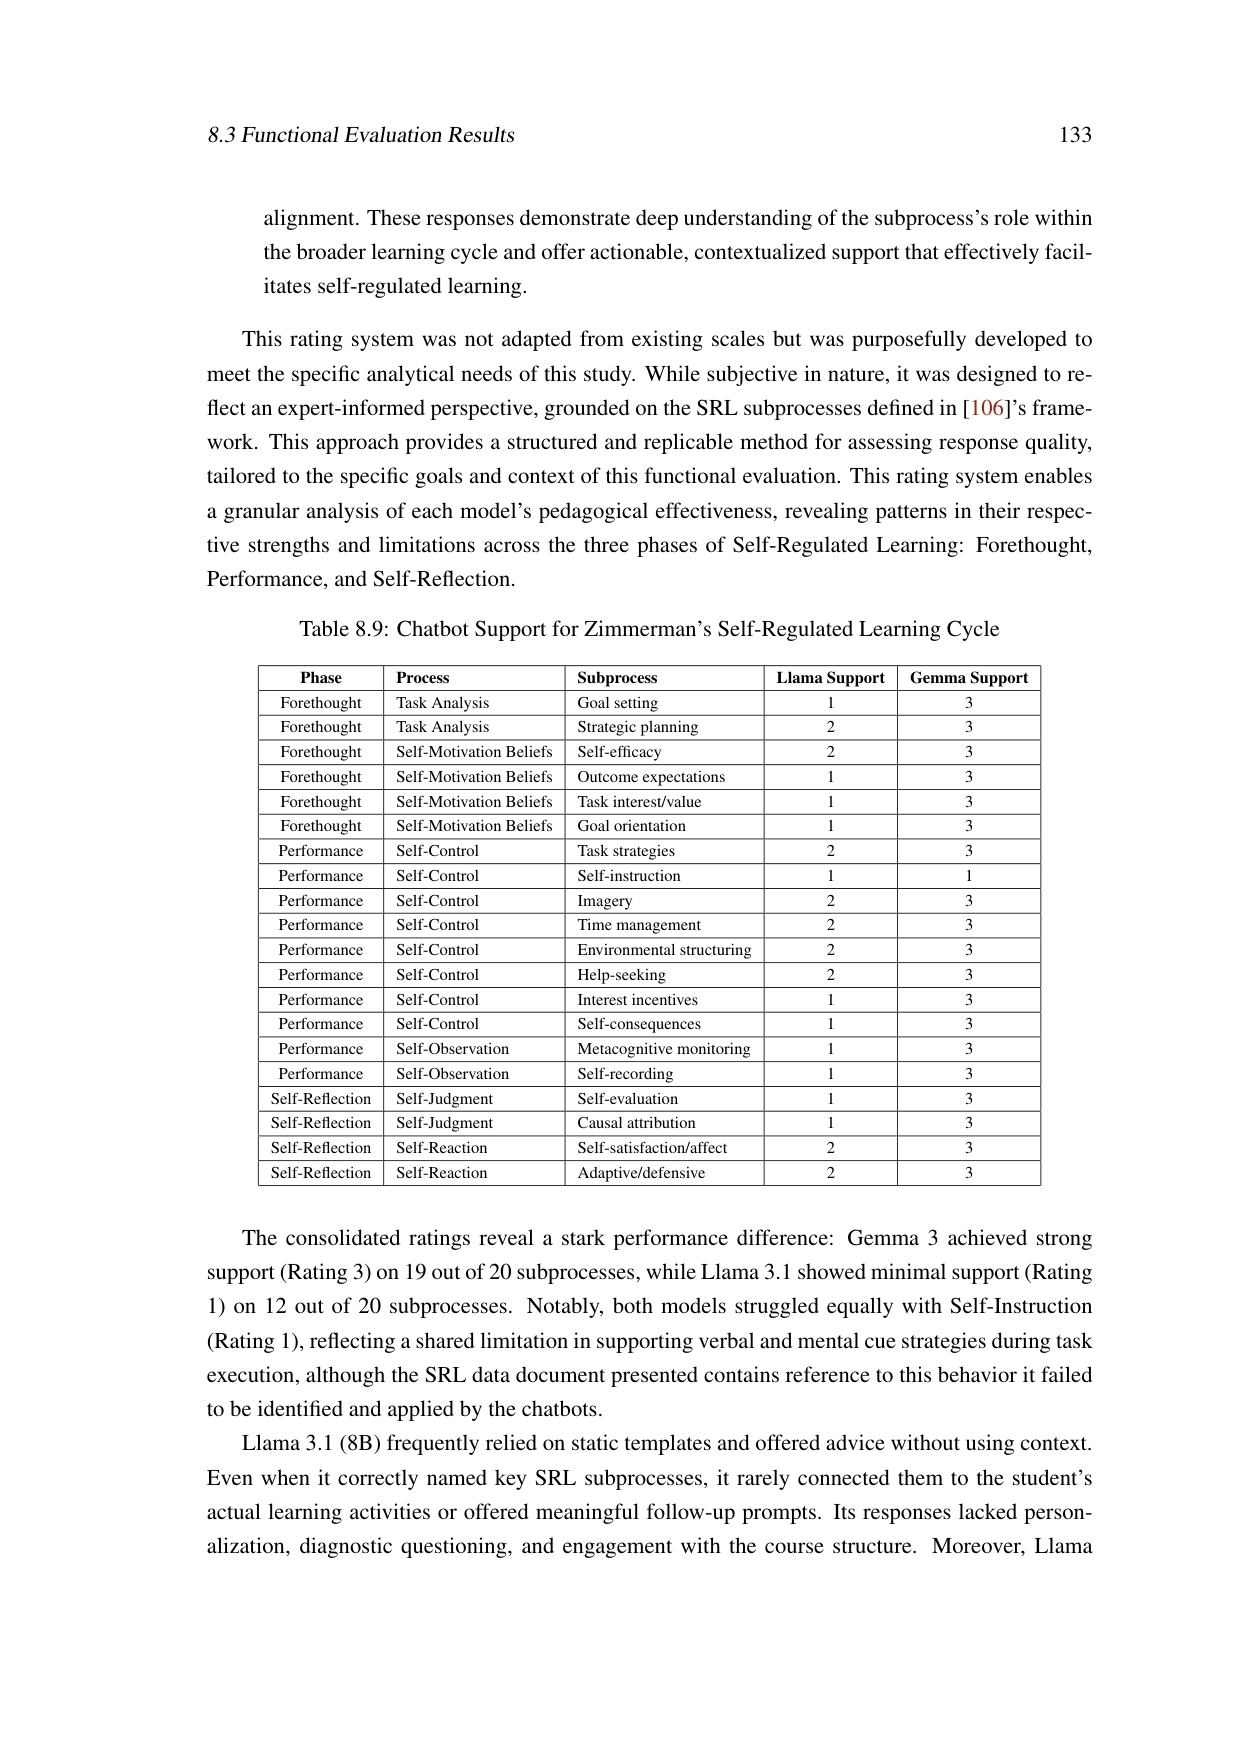 8.3 Functional Evaluation Results 133
alignment. These responses demonstrate deep understanding of the subprocess's role within
the broader learning cycle and offer actionable, contextualized support that effectively facil-
itates self-regulated learning.
This rating system was not adapted from existing scales but was purposefully developed to
meet the specific analytical needs of this study. While subjective in nature, it was designed to re-
flect an expert-informed perspective, grounded on the SRL subprocesses defined in [106]'s frame-
work. This approach provides a structured and replicable method for assessing response quality,
tailored to the specific goals and context of this functional evaluation. This rating system enables
a granular analysis of each model's pedagogical effectiveness, revealing patterns in their respec-
tive strengths and limitations across the three phases of Self-Regulated Learning: Forethought,
Performance, and Self-Reflection.
Table 8.9: Chatbot Support for Zimmerman's Self-Regulated Learning Cycle
Phase Process Subprocess Llama Support Gemma Support
Forethought Task Analysis Goal setting 1 3
Forethought Task Analysis Strategic planning 2 3
Forethought Self-Motivation Beliefs Self-efficacy 2 3
Forethought Self-Motivation Beliefs Outcome expectations 1 3
Forethought Self-Motivation Beliefs Task interest/value 1 3
Forethought Self-Motivation Beliefs Goal orientation 1 3
Performance Self-Control Task strategies 2 3
Performance Self-Control Self-instruction 1 1
Performance Self-Control Imagery 2 3
Performance Self-Control Time management 2 3
Performance Self-Control Environmental structuring 2 3
Performance Self-Control Help-seeking 2 3
Performance Self-Control Interest incentives 1 3
Performance Self-Control Self-consequences 1 3
Performance Self-Observation Metacognitive monitoring 1 3
Performance Self-Observation Self-recording 1 3
Self-Reflection Self-Judgment Self-evaluation 1 3
Self-Reflection Self-Judgment Causal attribution 1 3
Self-Reflection Self-Reaction Self-satisfaction/affect 2 3
Self-Reflection Self-Reaction Adaptive/defensive 2 3
The consolidated ratings reveal a stark performance difference: Gemma 3 achieved strong
support (Rating 3) on 19 out of 20 subprocesses, while Llama 3.1 showed minimal support (Rating
1) on 12 out of 20 subprocesses. Notably, both models struggled equally with Self-Instruction
(Rating 1), reflecting a shared limitation in supporting verbal and mental cue strategies during task
execution, although the SRL data document presented contains reference to this behavior it failed
to be identified and applied by the chatbots.
Llama 3.1 (8B) frequently relied on static templates and offered advice without using context.
Even when it correctly named key SRL subprocesses, it rarely connected them to the student's
actual learning activities or offered meaningful follow-up prompts. Its responses lacked person-
alization, diagnostic questioning, and engagement with the course structure. Moreover, Llama